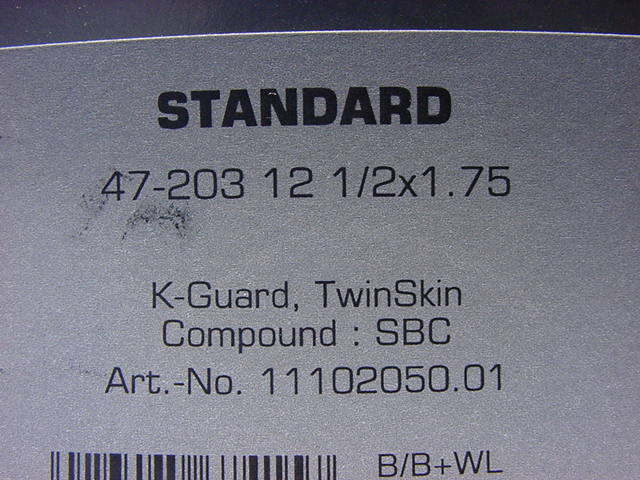 STANDARD
47-203 12 1/2x1.75
K-Guard, TwinSkin
Compound : SBC
Art.-No. 11102050.01
B/B+WL